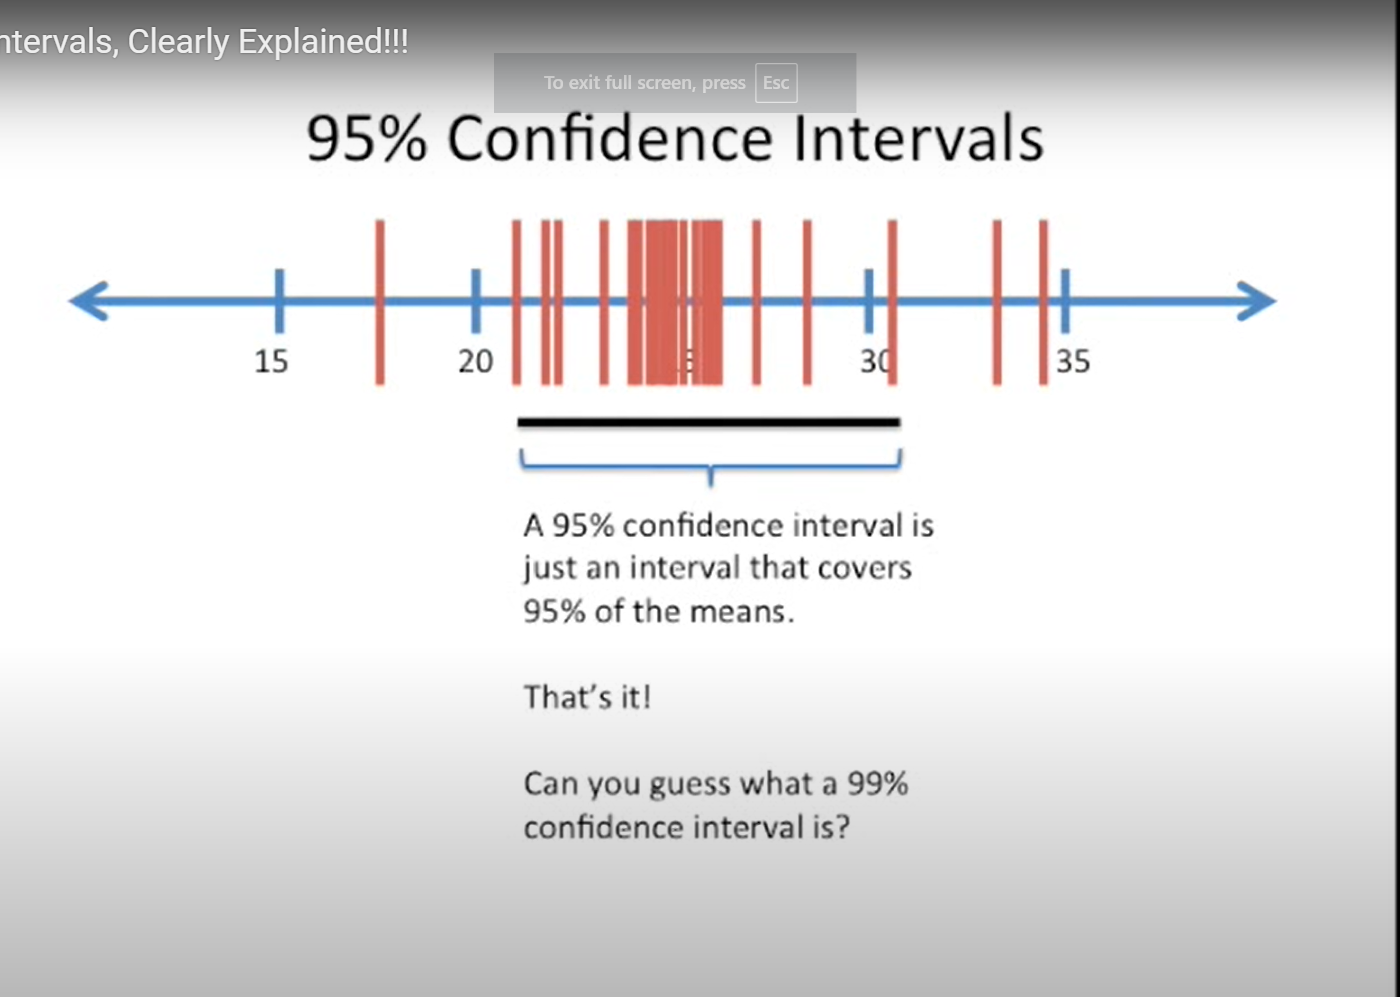 ntervals, Clearly Explained!!!
To exit full screen, press Esc
95% Confidence Intervals
15 20 30 35
A 95% confidence interval is
just an interval that covers
95% of the means.
That's it!
Can you guess what a 99%
confidence interval is?